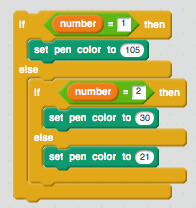 if number = 1 then
set pen color to 105
else
if number = 2 then
set pen color to 30
else
set pen color to 21